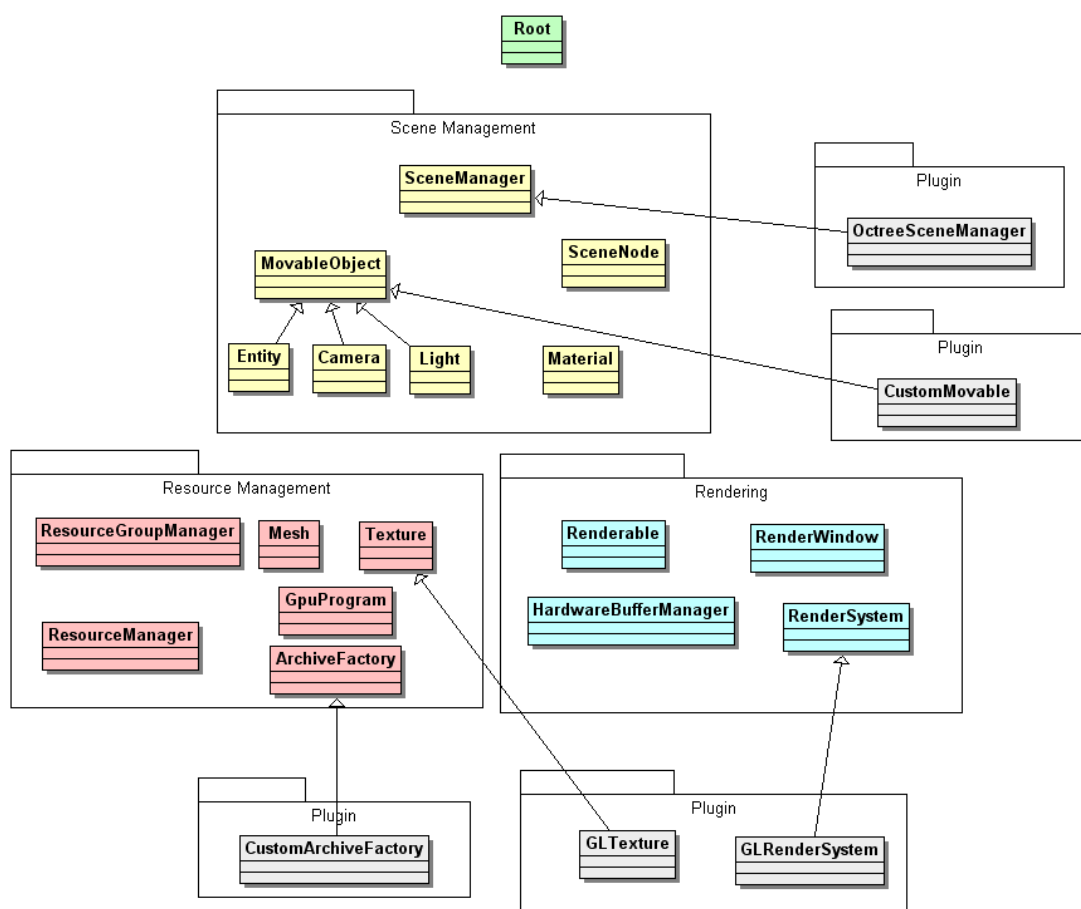 Root
Scene Management
SceneManager
Plugin
OctreeSceneManager
SceneNode
MovableObject
Entity
Camera
Light
Material
Plugin
CustomMovable
Resource Management
ResourceGroupManager
Mesh
Texture
GpuProgram
ResourceManager
ArchiveFactory
Rendering
Renderable
RenderWindow
HardwareBufferManager
RenderSystem
Plugin
CustomArchiveFactory
Plugin
GLTexture
GLRenderSystem